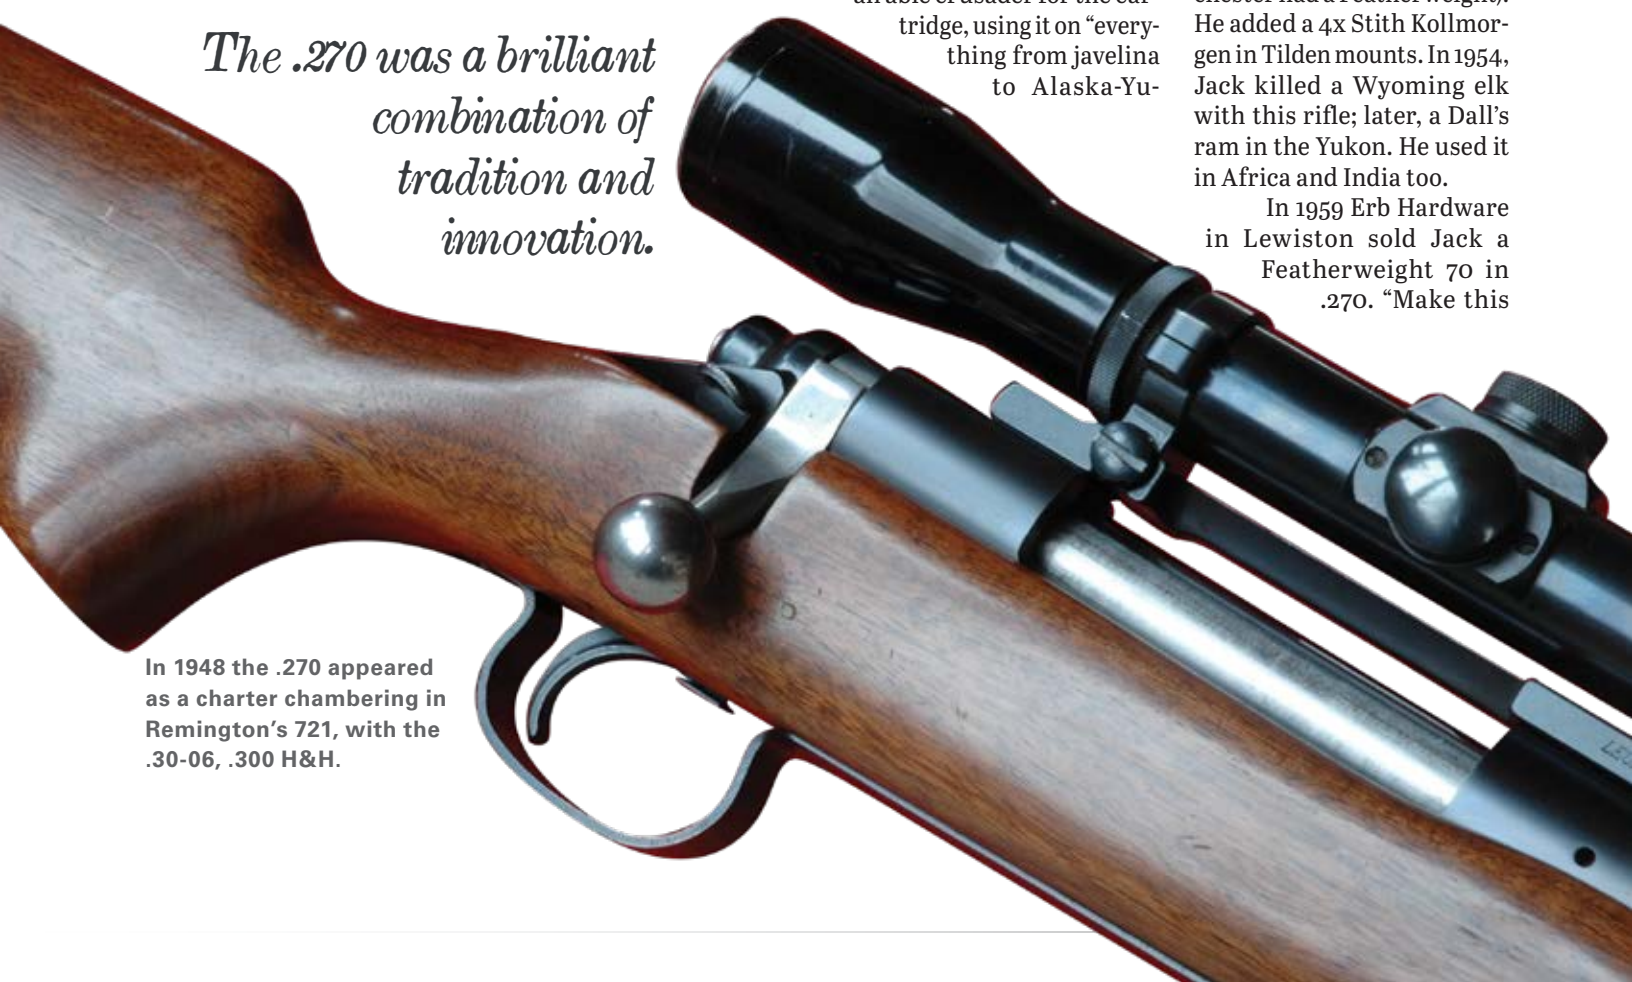 The .270 was a brilliant
combination of
tradition and
innovation.
tridge, using it on “every-
thing from javelina
to Alaska-Yu-
He added a 4x Stith Kollmor-
gen in Tilden mounts. In 1954,
Jack killed a Wyoming elk
with this rifle; later, a Dall’s
ram in the Yukon. He used it
in Africa and India too.
In 1959 Erb Hardware
in Lewiston sold Jack a
Featherweight 70 in
.270. “Make this
In 1948 the .270 appeared
as a charter chambering in
Remington’s 721, with the
.30-06, .300 H&H.